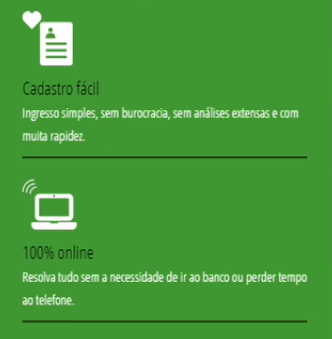 Cadastro fácil
Ingresso simples, sem burocracia, sem análises extensas e com
muita rapidez.
100% online
Resolva tudo sem a necessidade de ir ao banco ou perder tempo
ao telefone.